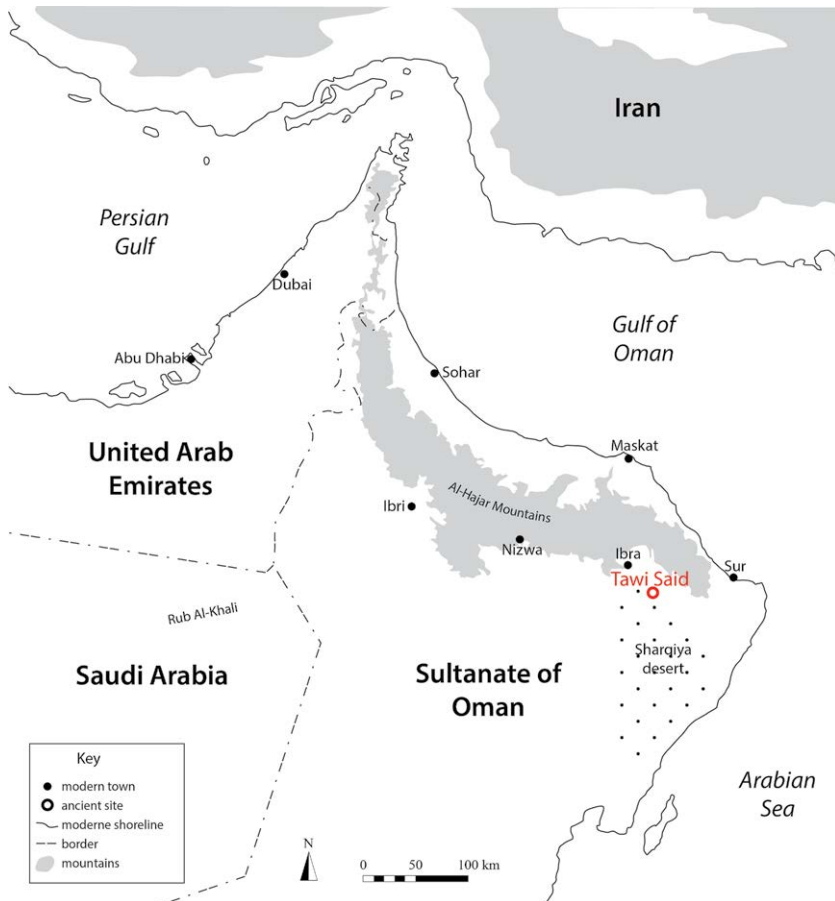 Iran
Persian
Gulf
Dubai
Gulf of
Oman
Abu Dhabi
Sohar
United Arab
Emirates
Maskat
Al-Hajar Mountains
Ibri
Nizwa
Ibra
Sur
Tawi Said
Rub Al-Khali
Sharqiya
desert
Saudi Arabia
Sultanate of
Oman
Arabian
Sea
Key
modern town
ancient site
moderne shoreline
border
mountains
N
0 50 100 km